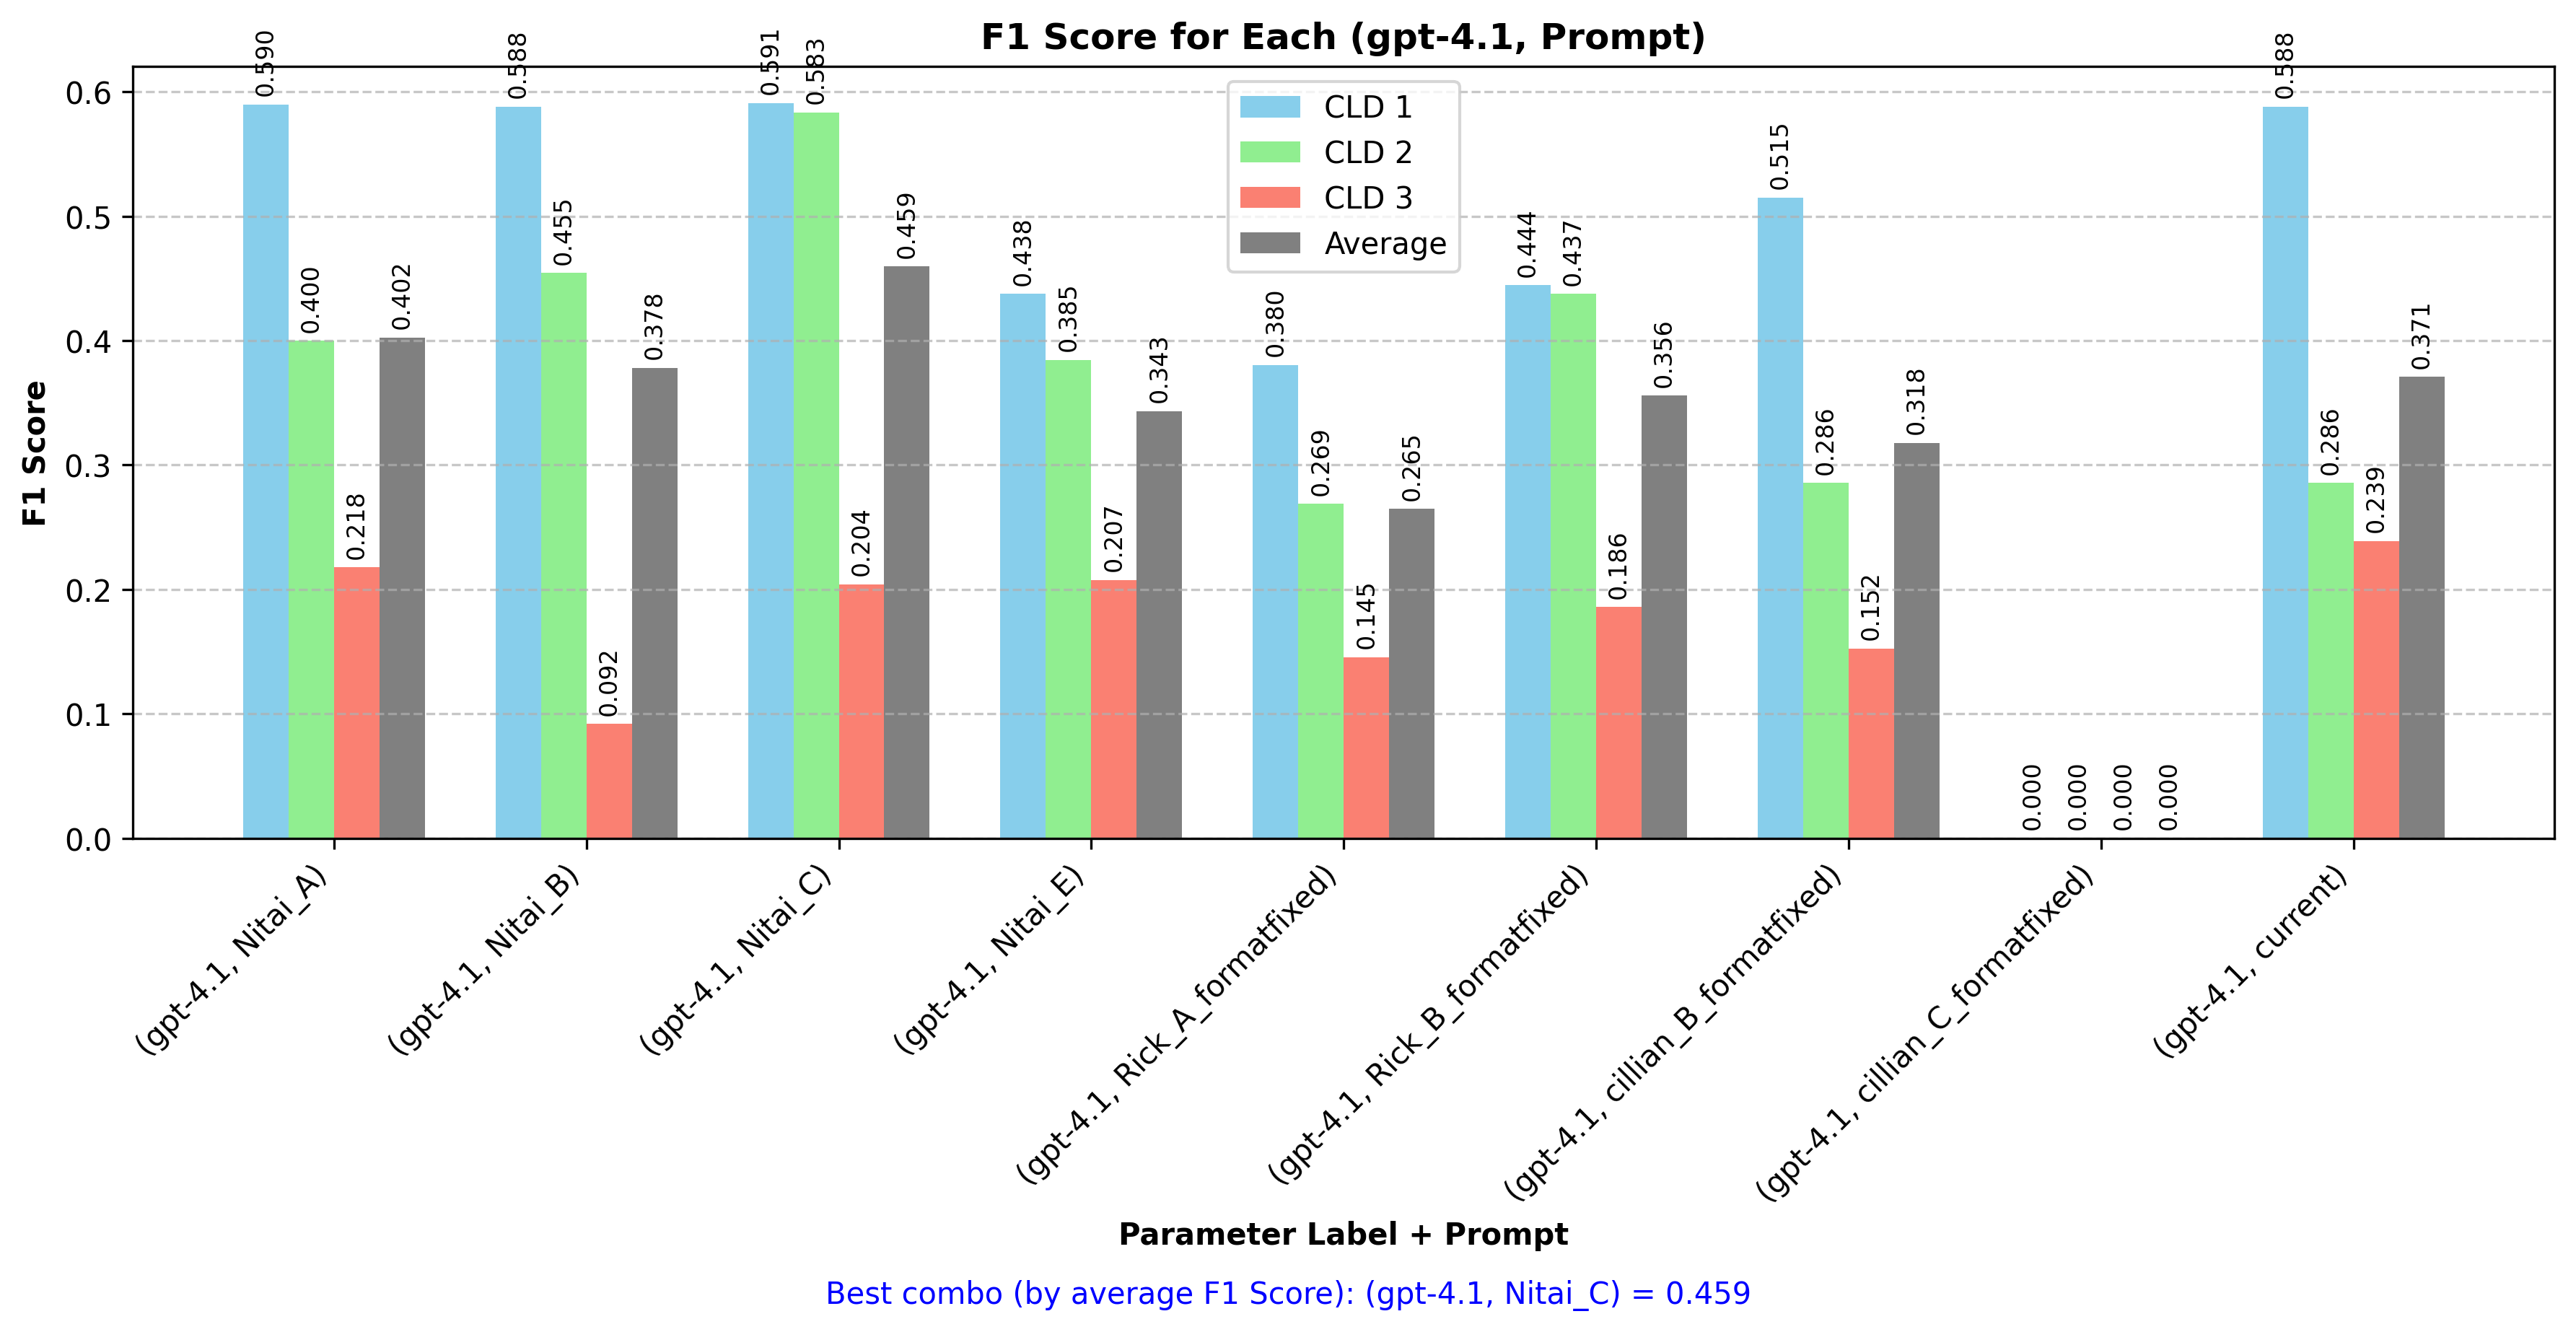 F1 Score for Each (gpt-4.1, Prompt)
F1 Score
0.0
0.1
0.2
0.3
0.4
0.5
0.6
CLD 1
CLD 2
CLD 3
Average
0.590
0.400
0.218
0.402
0.588
0.455
0.092
0.378
0.591
0.583
0.204
0.459
0.438
0.385
0.207
0.343
0.380
0.269
0.145
0.265
0.444
0.437
0.186
0.356
0.515
0.286
0.152
0.318
0.000
0.000
0.000
0.000
0.588
0.286
0.239
0.371
(gpt-4.1, Nitai_A)
(gpt-4.1, Nitai_B)
(gpt-4.1, Nitai_C)
(gpt-4.1, Nitai_E)
(gpt-4.1, Rick_A_formatfixed)
(gpt-4.1, Rick_B_formatfixed)
(gpt-4.1, cillian_B_formatfixed)
(gpt-4.1, cillian_C_formatfixed)
(gpt-4.1, current)
Parameter Label + Prompt
Best combo (by average F1 Score): (gpt-4.1, Nitai_C) = 0.459